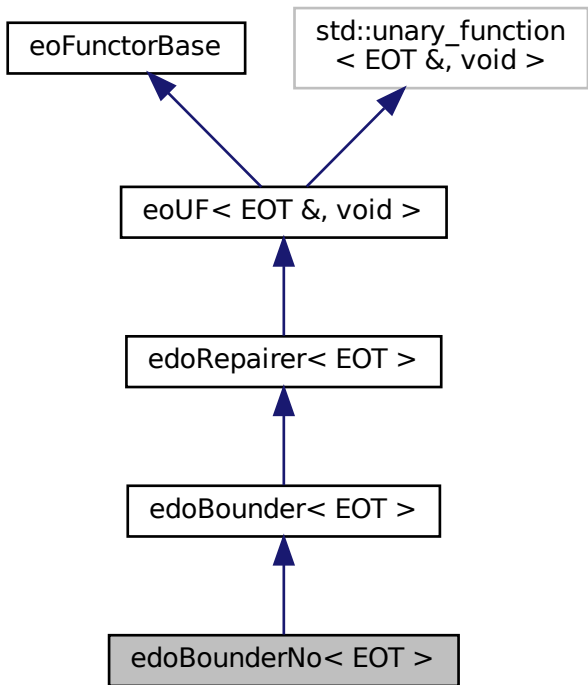 eoFunctorBase
std::unary_function
< EOT &, void >
eoUF< EOT &, void >
edoRepairer< EOT >
edoBounder< EOT >
edoBounderNo< EOT >